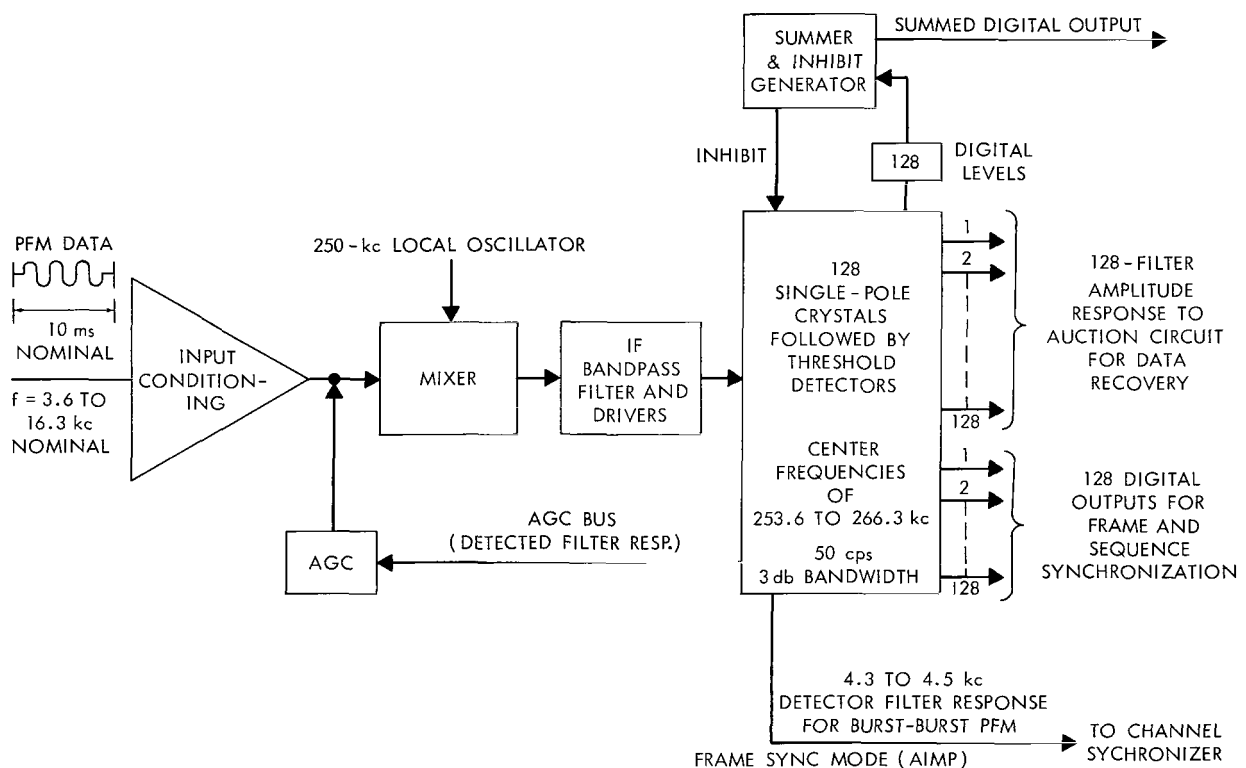 SUMMER
& INHIBIT
GENERATOR
SUMMED DIGITAL OUTPUT
INHIBIT
128
DIGITAL
LEVELS
PFM DATA
10 ms
NOMINAL
f = 3.6 TO
16.3 kc
NOMINAL
INPUT
CONDITION-
ING
250-kc LOCAL OSCILLATOR
MIXER
IF
BANDPASS
FILTER AND
DRIVERS
AGC
AGC BUS
(DETECTED FILTER RESP.)
128
SINGLE-POLE
CRYSTALS
FOLLOWED BY
THRESHOLD
DETECTORS
CENTER
FREQUENCIES
OF
253.6 TO 266.3 kc
50 cps
3db BANDWIDTH
1
2
128
128-FILTER
AMPLITUDE
RESPONSE TO
AUCTION CIRCUIT
FOR DATA
RECOVERY
1
2
128
128 DIGITAL
OUTPUTS FOR
FRAME AND
SEQUENCE
SYNCHRONIZATION
4.3 TO 4.5 kc
DETECTOR FILTER RESPONSE
FOR BURST-BURST PFM
FRAME SYNC MODE (AIMP)
TO CHANNEL
SYCHRONIZER